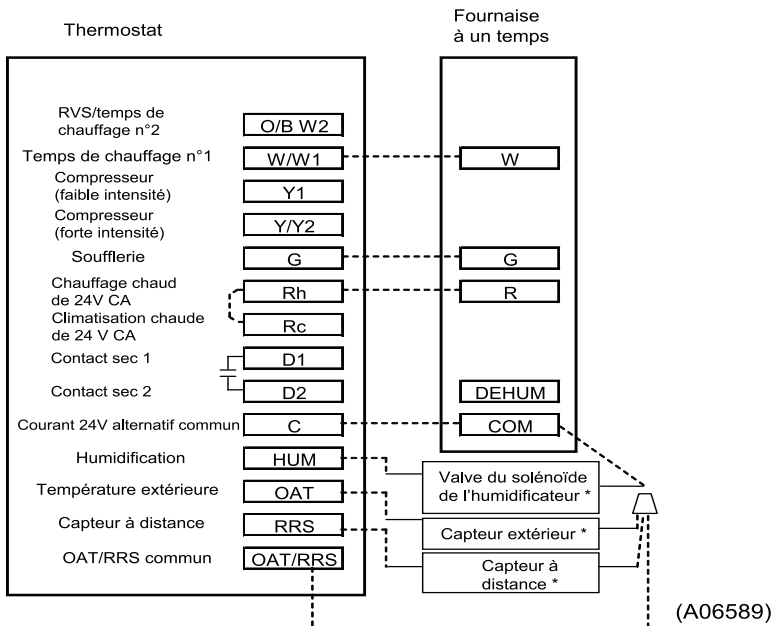 Thermostat
Fournaise
à un temps
RVS/temps de
chauffage n°2
O/B W2
Temps de chauffage n°1
W/W1
W
Compresseur
(faible intensité)
Y1
Compresseur
(forte intensité)
Y/Y2
Soufflerie
G
G
Chauffage chaud
de 24V CA
Rh
R
Climatisation chaude
de 24 V CA
Rc
Contact sec 1
D1
Contact sec 2
D2
DEHUM
Courant 24V alternatif commun
C
COM
Humidification
HUM
Valve du solénoïde
de l'humidificateur *
Température extérieure
OAT
Capteur extérieur *
Capteur à distance
RRS
Capteur à
distance *
OAT/RRS commun
OAT/RRS
(A06589)